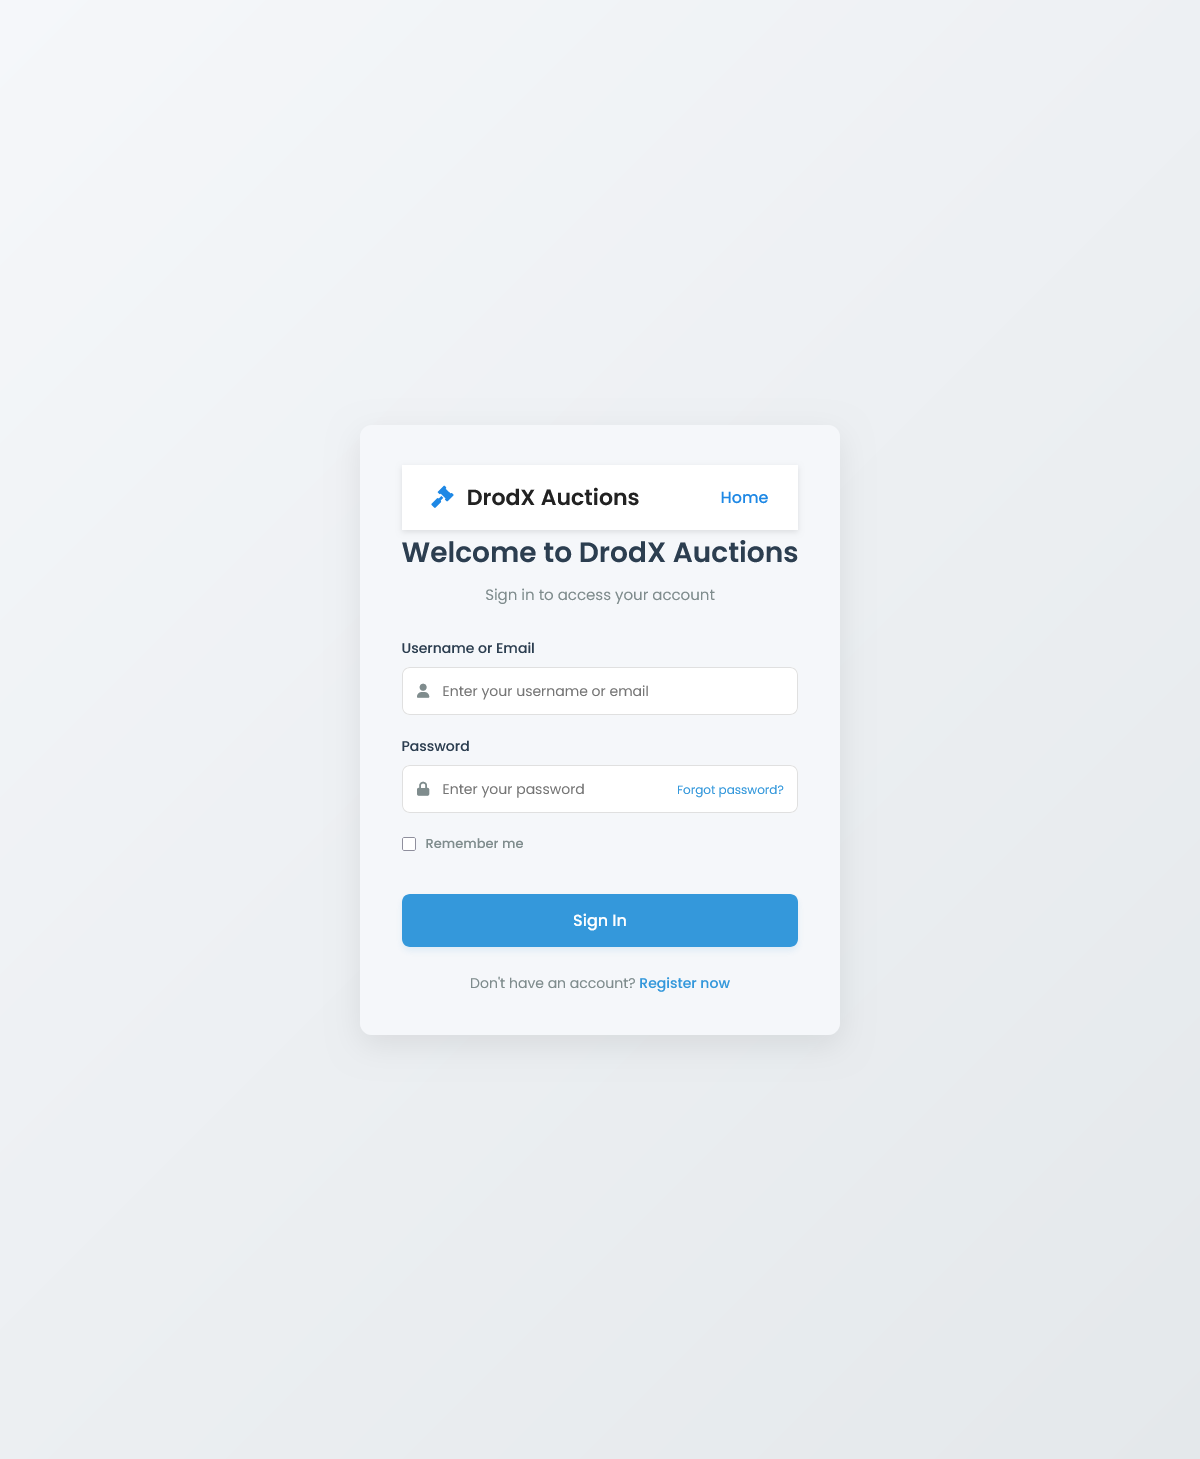 DrodX Auctions
Home
Welcome to DrodX Auctions
Sign in to access your account
Username or Email
Enter your username or email
Password
Enter your password
Forgot password?
Remember me
Sign In
Don't have an account? Register now